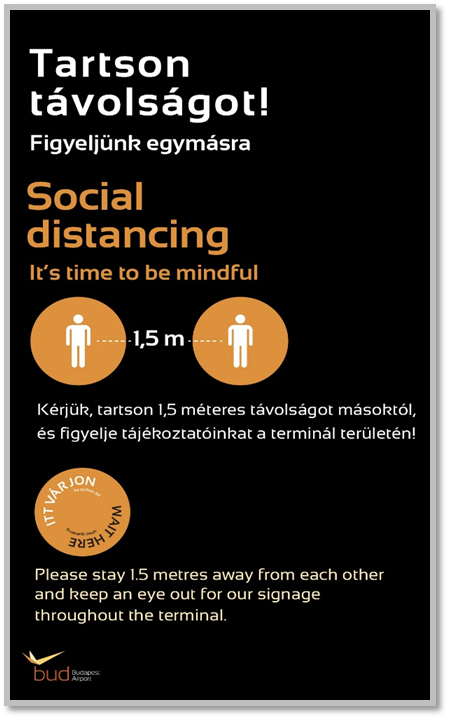 Tartson
távolságot!
Figyeljünk egymásra
Social
distancing
It's time to be mindful
1,5 m
Kérjük, tartson 1,5 méteres távolságot másoktól,
és figyelje tájékoztatóinkat a terminál területén!
ITT VÁRJON
WAIT HERE
Please stay 1.5 metres away from each other
and keep an eye out for our signage
throughout the terminal.
bud Budapest
Airport